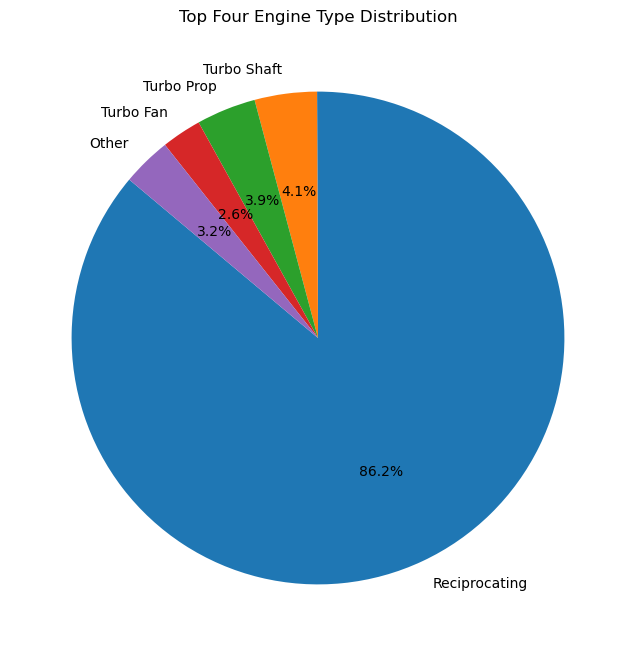 Top Four Engine Type Distribution
Turbo Shaft
Turbo Prop
Turbo Fan
Other
4.1%
3.9%
2.6%
3.2%
86.2%
Reciprocating